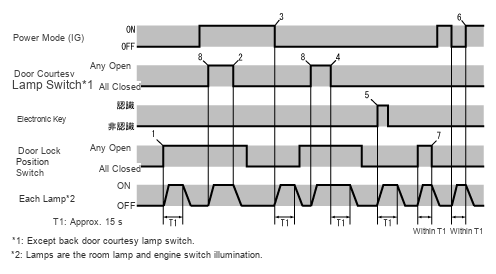 Power Mode (IG)
ON
OFF
3
6
Door Courtesy
Lamp Switch*1
Any Open
All Closed
8
2
8
4
Electronic Key
認識
非認識
5
Door Lock
Position
Switch
Any Open
All Closed
1
7
Each Lamp*2
ON
OFF
T1: Approx. 15 s
T1
T1
T1
T1
Within T1
Within T1
*1: Except back door courtesy lamp switch.
*2: Lamps are the room lamp and engine switch illumination.